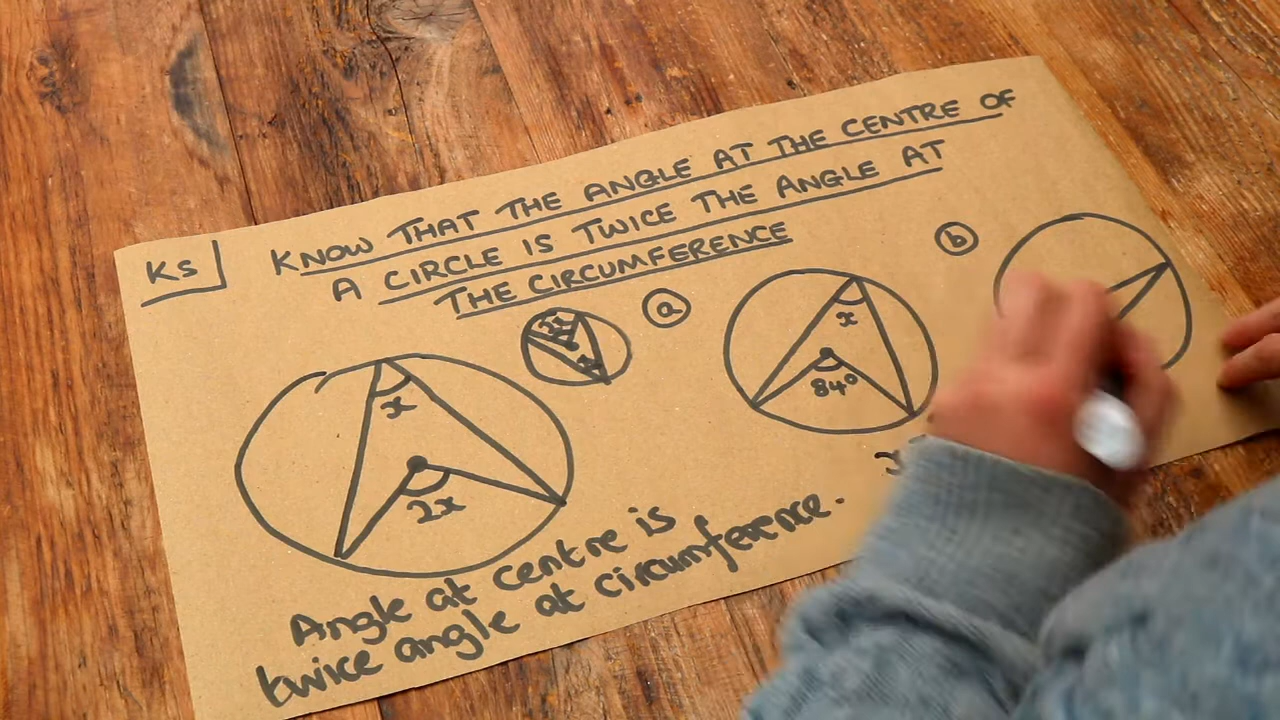 Ks
KNOW THAT THE ANGLE AT THE CENTRE OF
A CIRCLE IS TWICE THE ANGLE AT
THE CIRCUMFERENCE
a
b
x
84°
x
2x
x
Angle at centre is
twice angle at circumference.